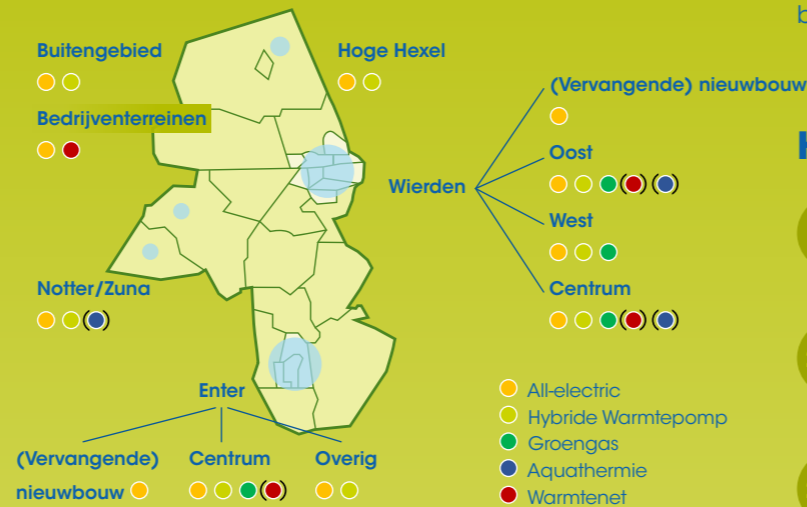 Buitengebied
Hoge Hexel
Bedrijventerreinen
(Vervangende) nieuwbouw
Oost
Wierden
West
Centrum
Notter/Zuna
Enter
(Vervangende)
nieuwbouw
Centrum
Overig
All-electric
Hybride Warmtepomp
Groengas
Aquathermie
Warmtenet